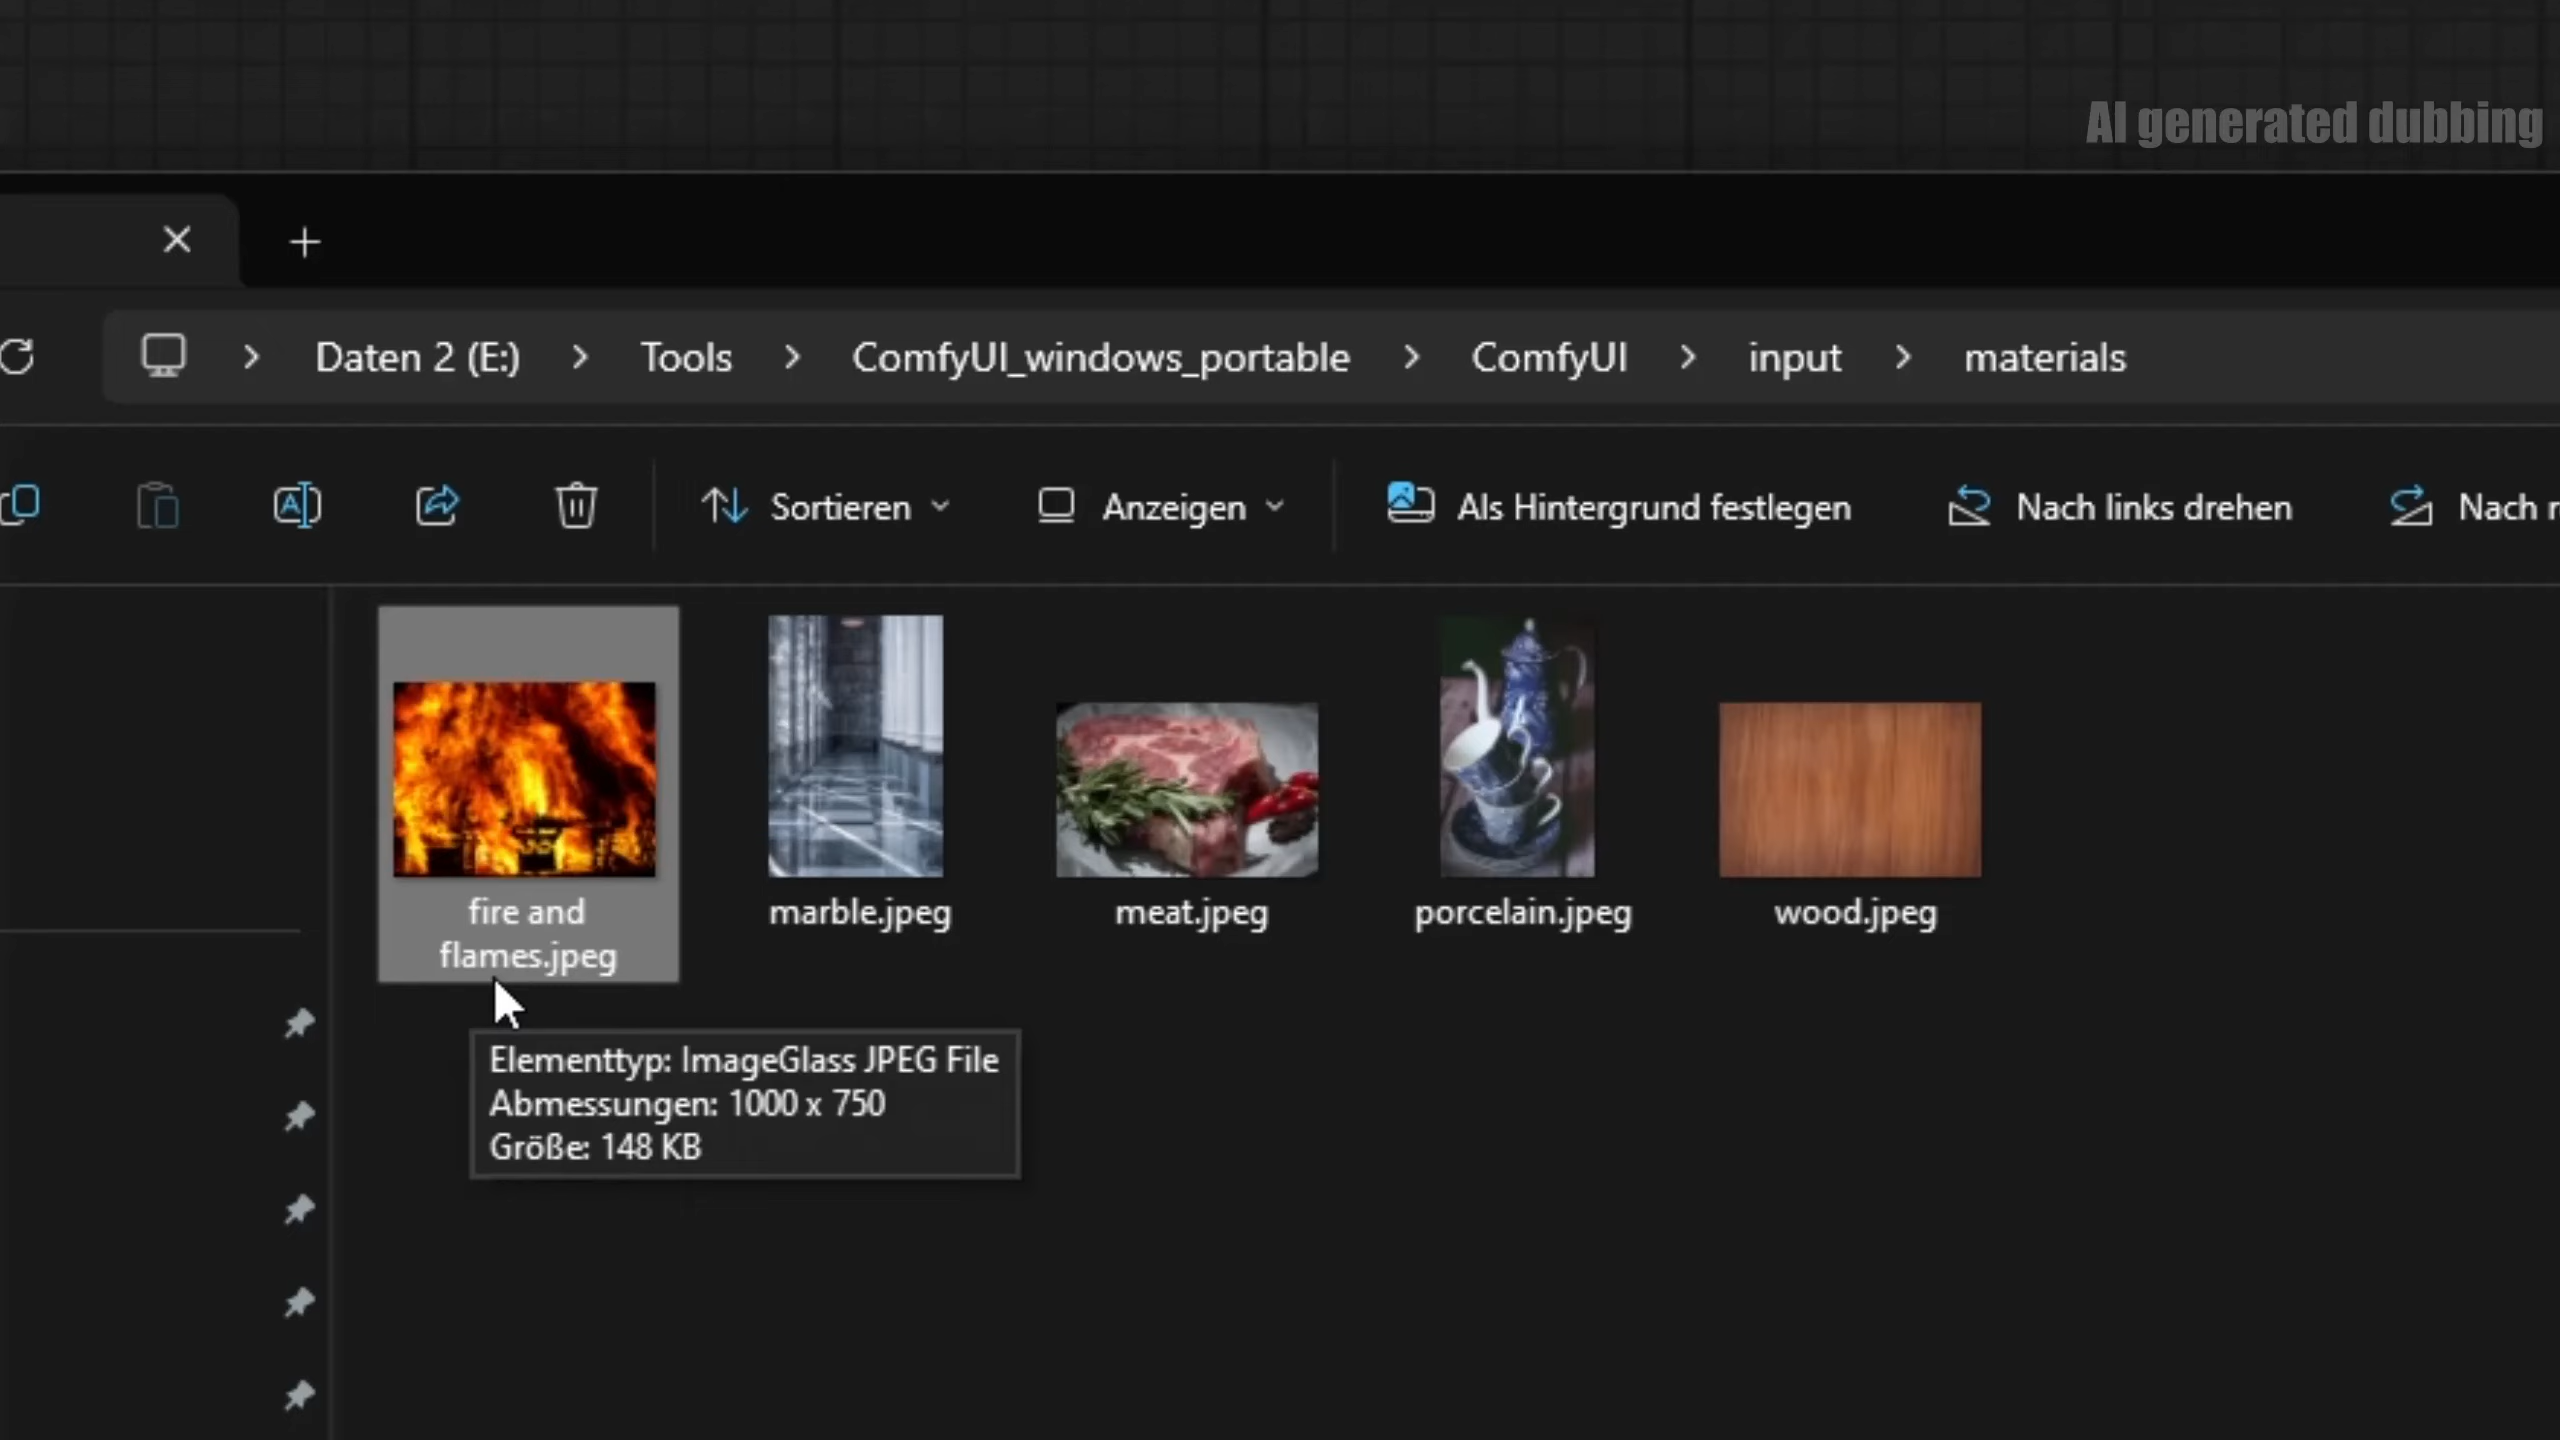 AI generated dubbing
Daten 2 (E:) > Tools > ComfyUI_windows_portable > ComfyUI > input > materials
Sortieren Anzeigen Als Hintergrund festlegen Nach links drehen Nach
fire and
flames.jpeg
marble.jpeg
meat.jpeg
porcelain.jpeg
wood.jpeg
Elementtyp: ImageGlass JPEG File
Abmessungen: 1000 x 750
Größe: 148 KB